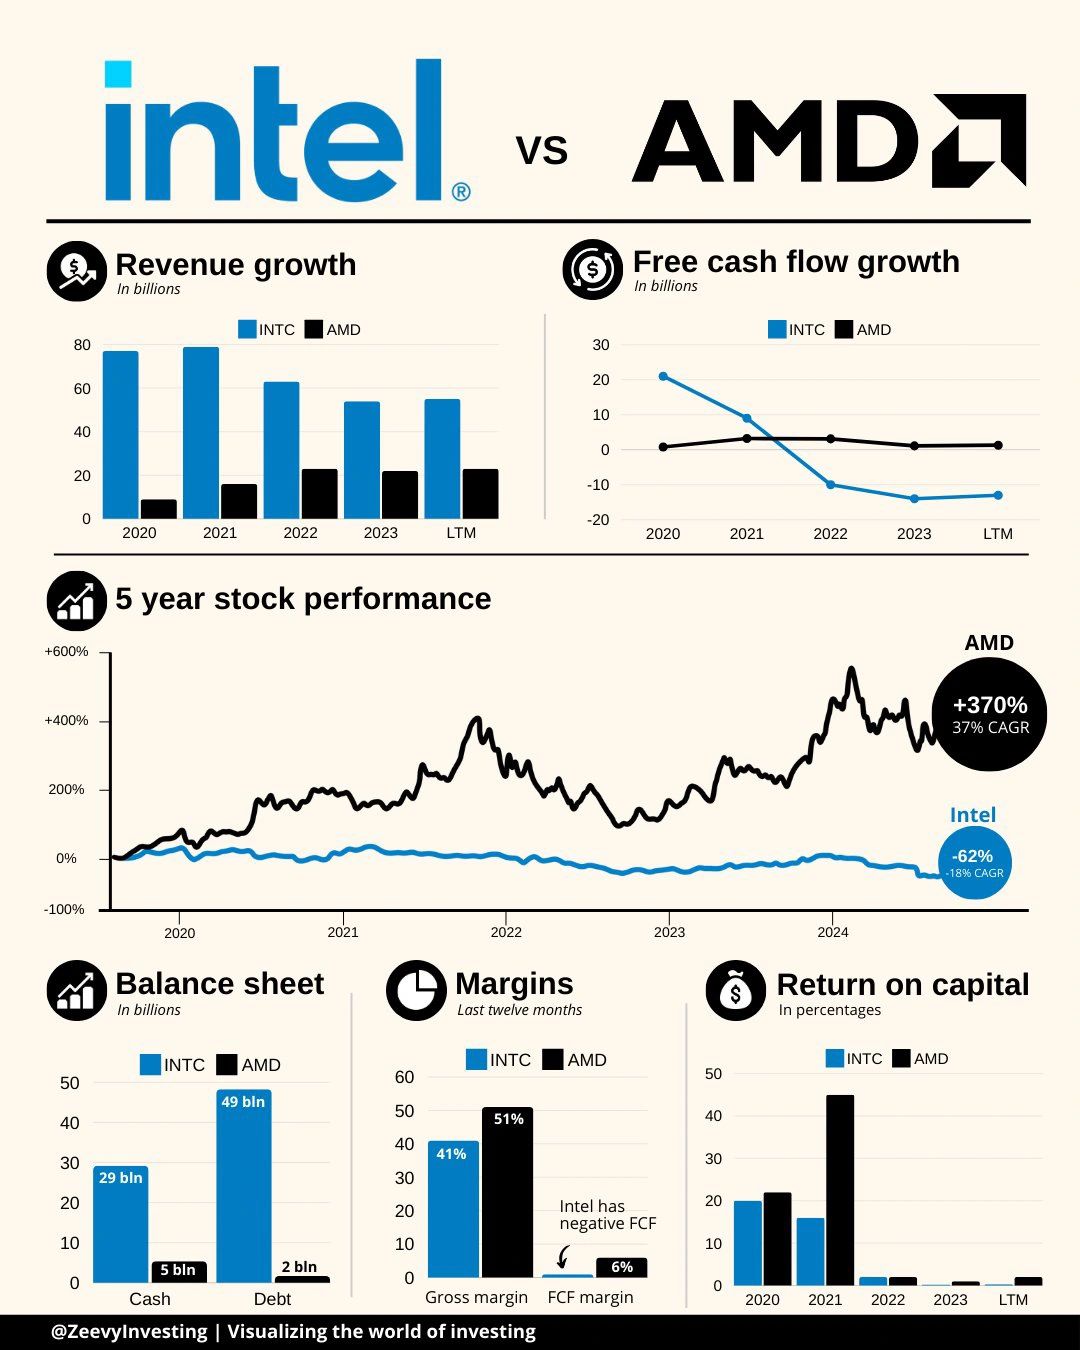 intel®
vs
AMD
Revenue growth
In billions
INTC AMD
80
60
40
20
0
2020 2021 2022 2023 LTM
Free cash flow growth
In billions
INTC AMD
30
20
10
0
-10
-20
2020 2021 2022 2023 LTM
5 year stock performance
+600%
+400%
200%
0%
-100%
2020 2021 2022 2023 2024
AMD
+370%
37% CAGR
Intel
-62%
-18% CAGR
Balance sheet
In billions
INTC AMD
50
40
30
20
10
0
29 bln
5 bln
49 bln
2 bln
Cash Debt
Margins
Last twelve months
INTC AMD
60
50
40
30
20
10
0
41%
51%
Intel has
negative FCF
6%
Gross margin FCF margin
Return on capital
In percentages
INTC AMD
50
40
30
20
10
0
2020 2021 2022 2023 LTM
@ZeevyInvesting | Visualizing the world of investing